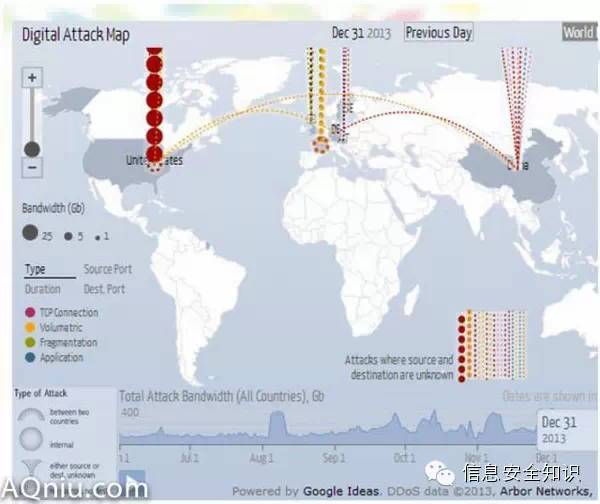 Digital Attack Map
Dec 31 2013
Previous Day
World
+
−
Bandwidth (Gb)
25
5
1
Type
Source Port
Duration
Dest. Port
TCP Connection
Volumetric
Fragmentation
Application
Attacks where source and
destination are unknown
Type of Attack
between two
countries
internal
either source or
dest. unknown
Total Attack Bandwidth (All Countries), Gb
Dates are shown in
400
Dec 31
2013
Jul 1
Aug 1
Sep 1
Oct 1
Nov 1
Dec 1
信息安全知识
AQniu.com
Powered by Google Ideas. DDoS data ©2013, Arbor Networks,